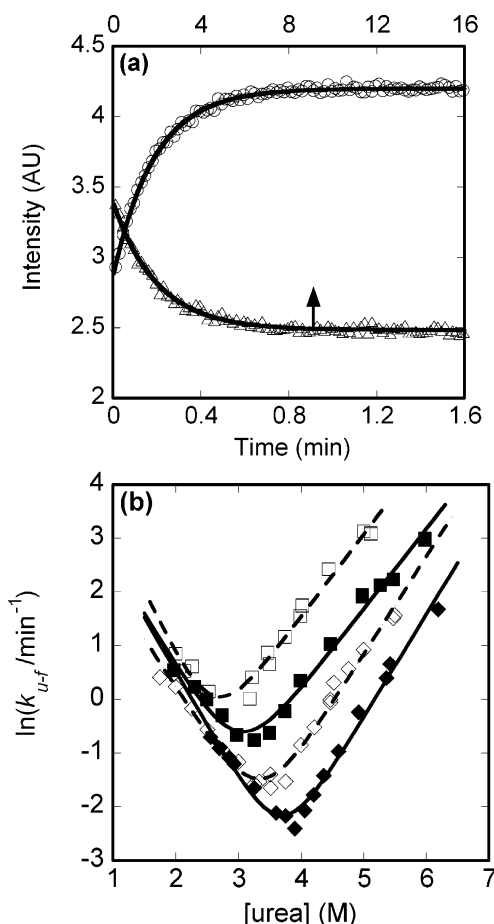 0 4 8 12 16
(a)
4.5
4
3.5
3
2.5
2
Intensity (AU)
0 0.4 0.8 1.2 1.6
Time (min)
(b)
4
3
2
1
0
-1
-2
-3
ln(k_{u-f} /min^{-1})
1 2 3 4 5 6 7
[urea] (M)